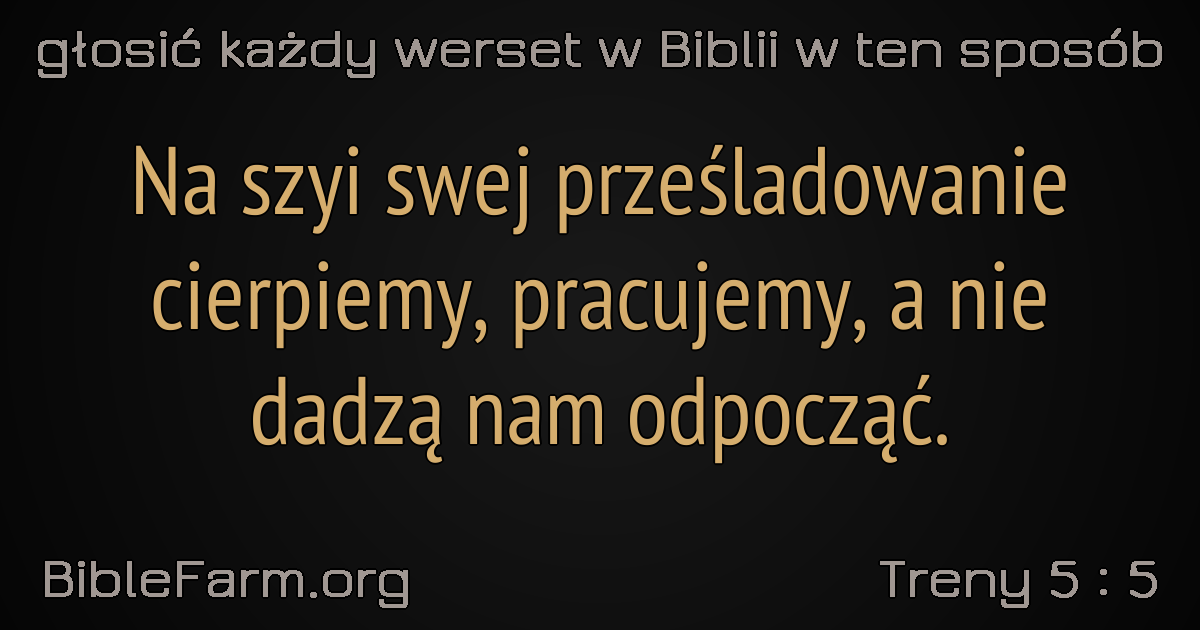 głosić każdy werset w Biblii w ten sposób
Na szyi swej prześladowanie
cierpiemy, pracujemy, a nie
dadzą nam odpocząć.
BibleFarm.org
Treny 5 : 5